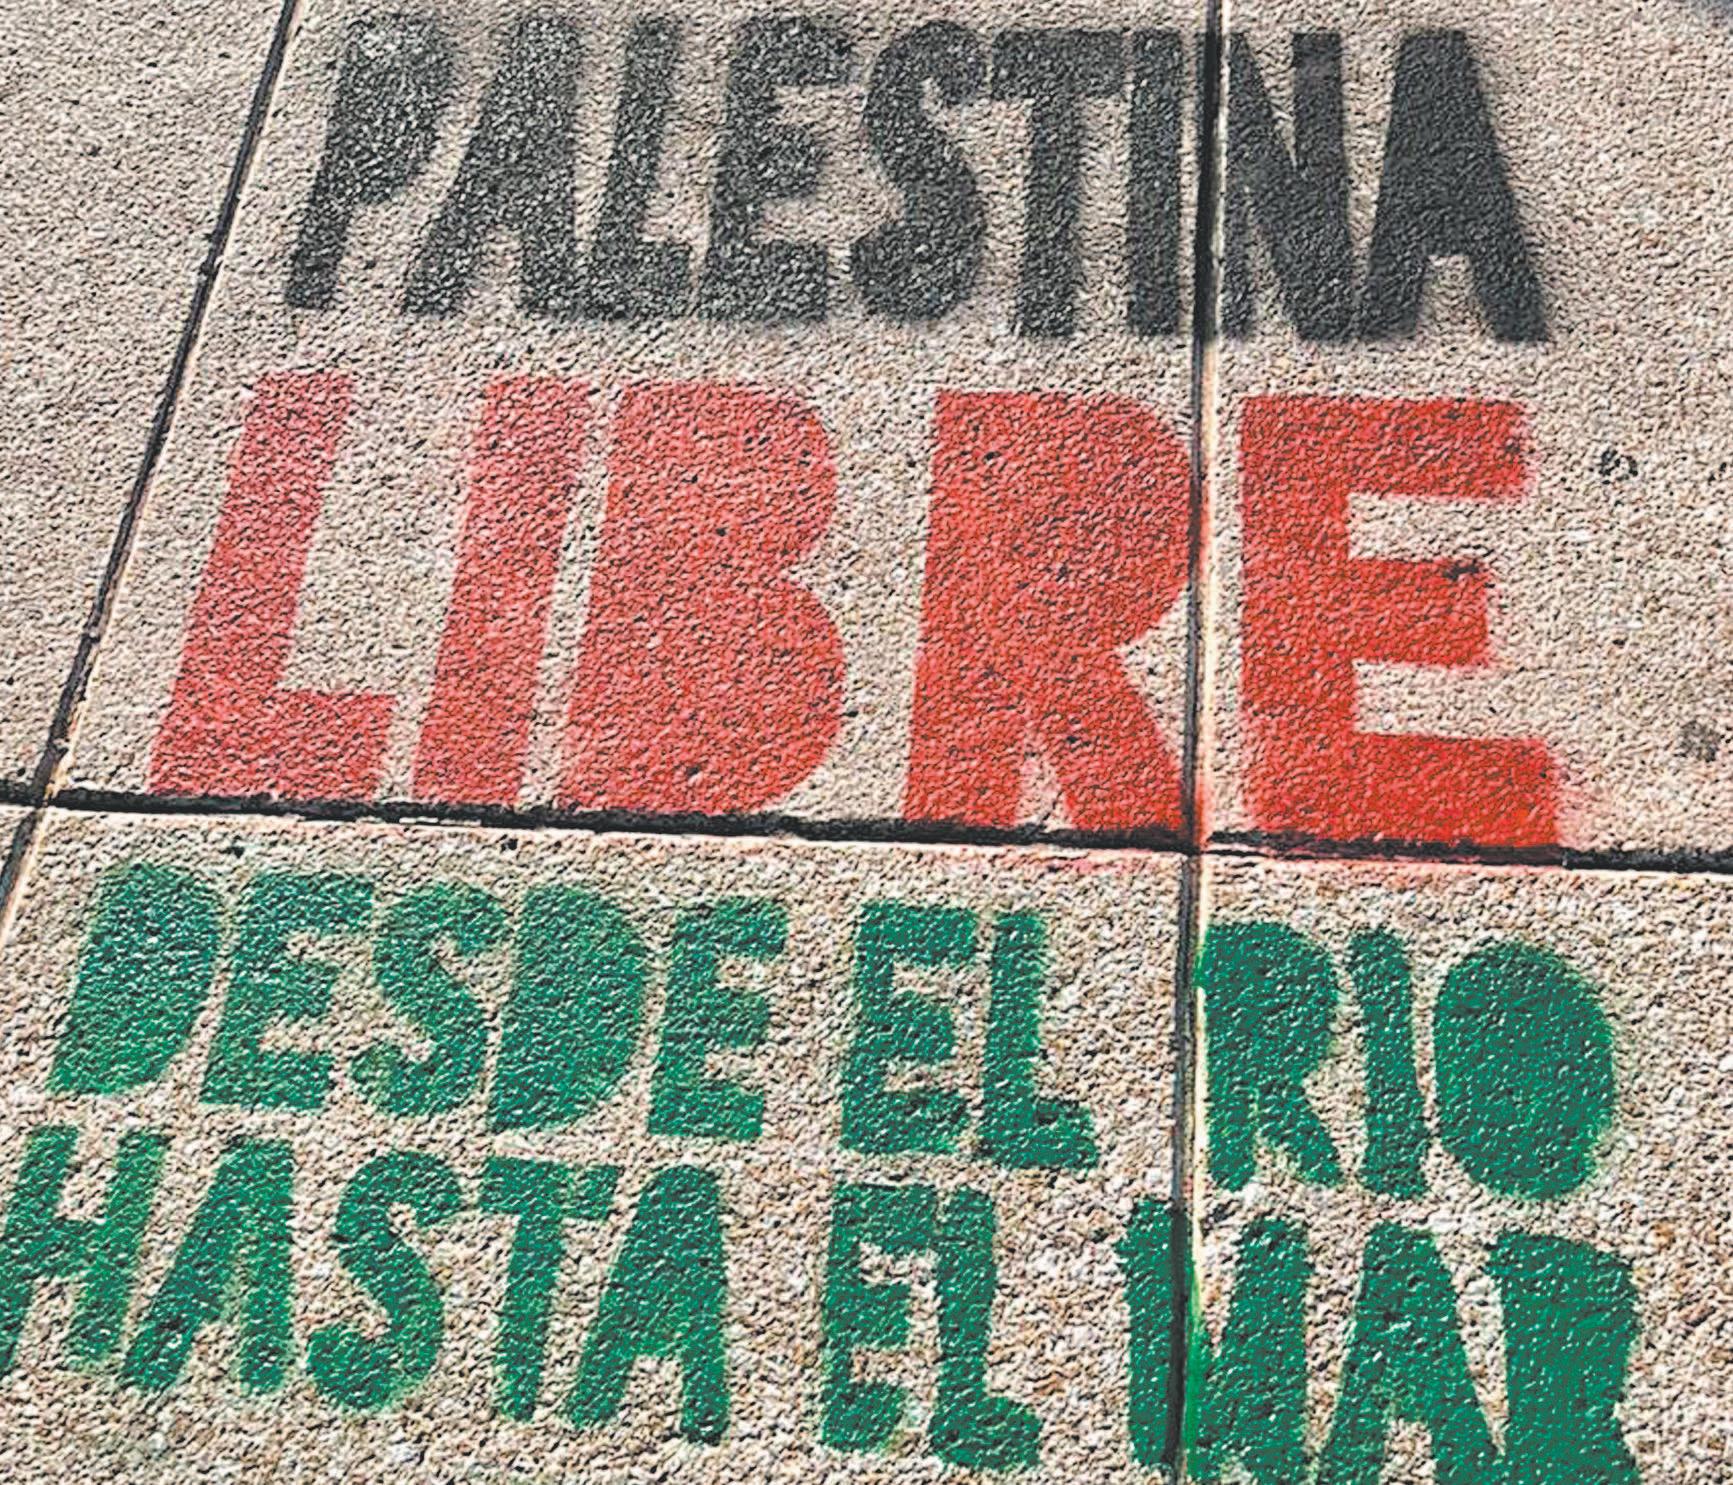 PALESTINA
LIBRE
DESDE EL RIO
HASTA EL MAR